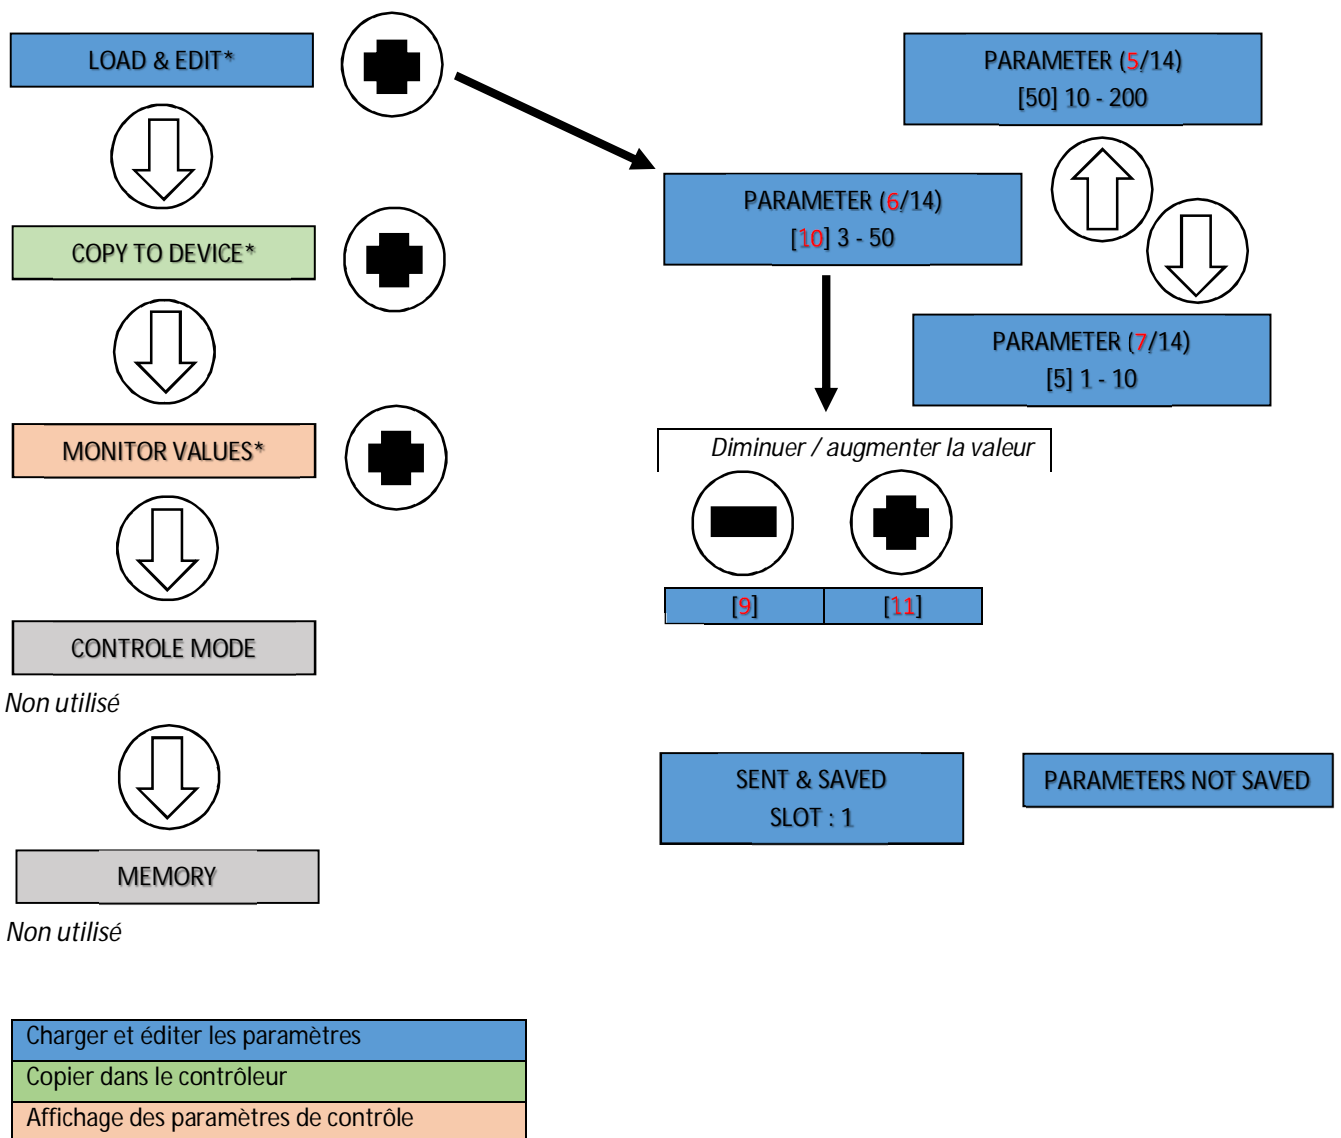 LOAD & EDIT*
PARAMETER (5/14)
[50] 10 - 200
PARAMETER (6/14)
[10] 3 - 50
COPY TO DEVICE*
PARAMETER (7/14)
[5] 1 - 10
MONITOR VALUES*
Diminuer / augmenter la valeur
[9]
[11]
CONTROLE MODE
Non utilisé
SENT & SAVED
SLOT : 1
PARAMETERS NOT SAVED
MEMORY
Non utilisé
Charger et éditer les paramètres
Copier dans le contrôleur
Affichage des paramètres de contrôle